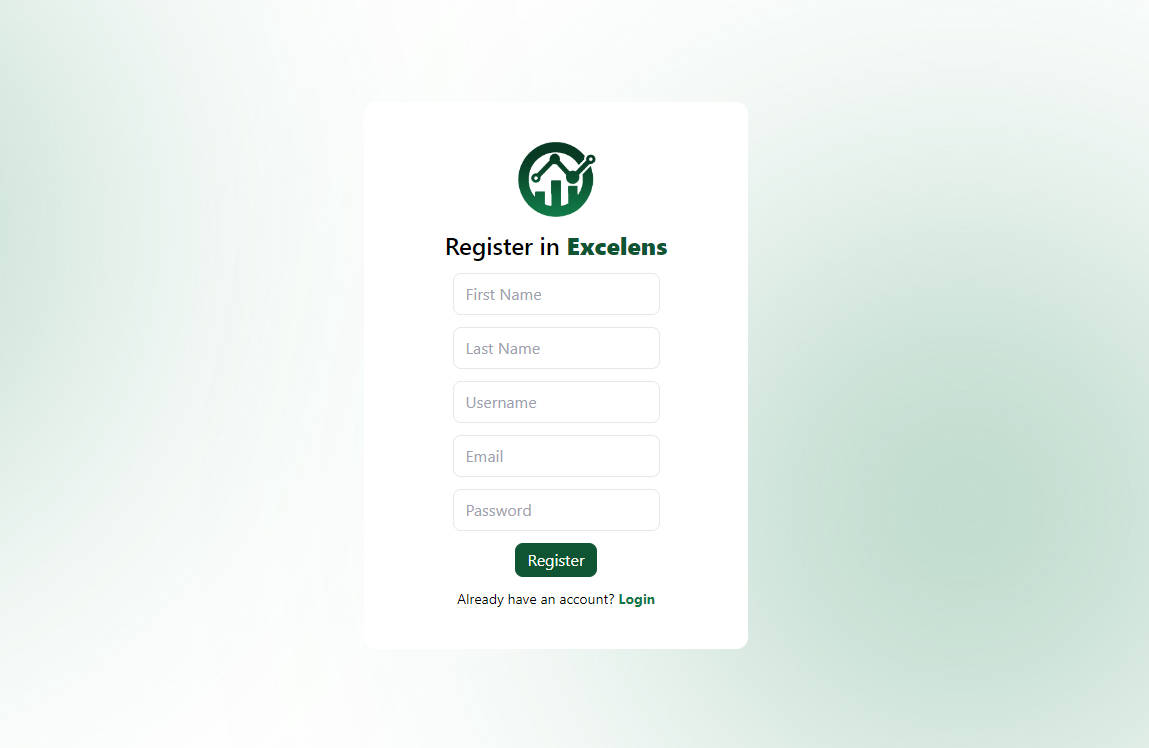 Register in Excelens
First Name
Last Name
Username
Email
Password
Register
Already have an account? Login